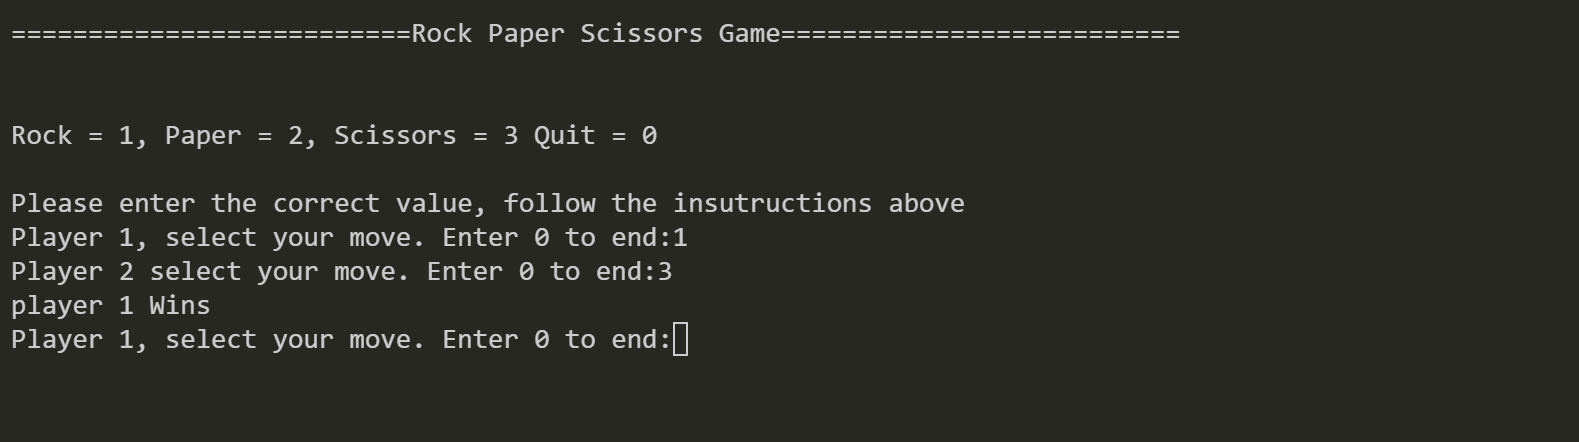 ==========================Rock Paper Scissors Game==========================
Rock = 1, Paper = 2, Scissors = 3 Quit = 0
Please enter the correct value, follow the insutructions above
Player 1, select your move. Enter 0 to end:1
Player 2 select your move. Enter 0 to end:3
player 1 Wins
Player 1, select your move. Enter 0 to end: